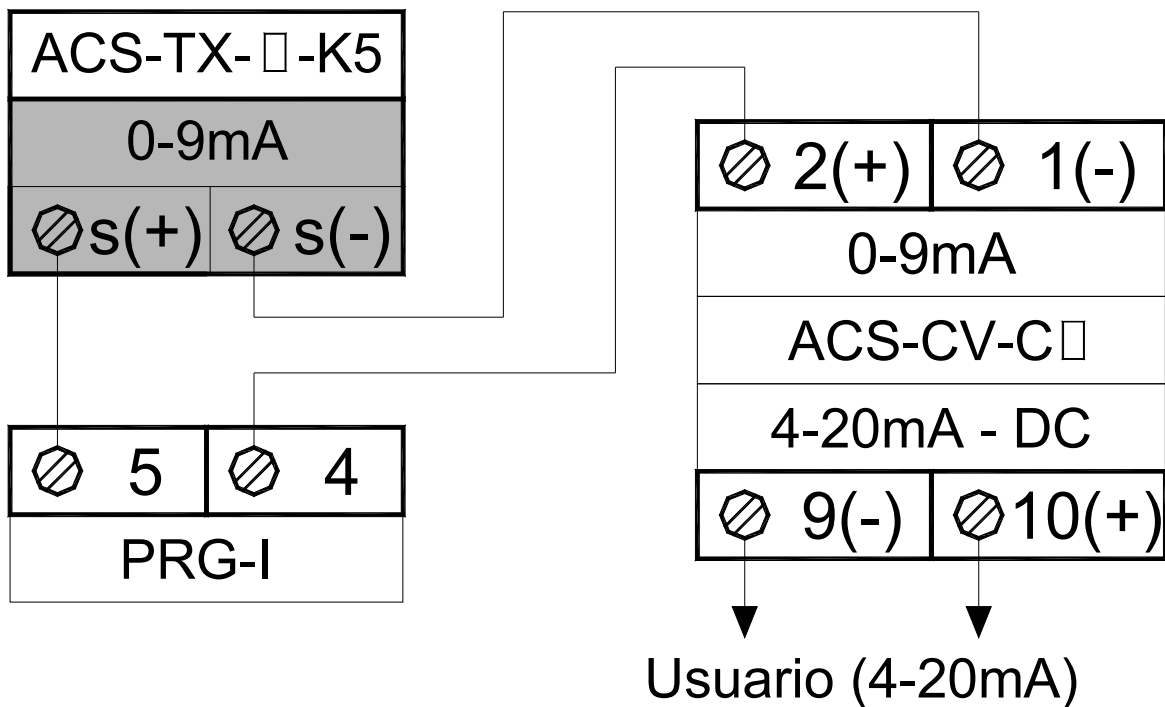 ACS-TX-□-K5
0-9mA
s(+) s(-)
5 4
PRG-I
2(+) 1(-)
0-9mA
ACS-CV-C□
4-20mA - DC
9(-) 10(+)
Usuario (4-20mA)